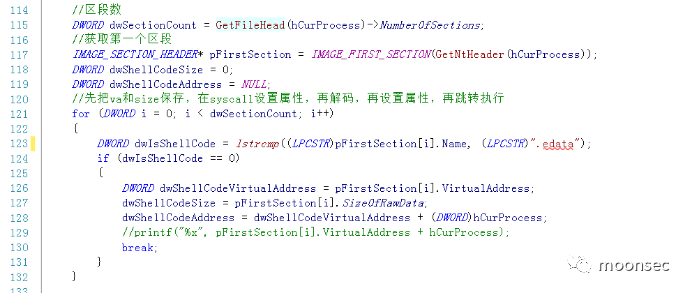 114 //区段数
115 DWORD dwSectionCount = GetFileHead(hCurProcess)->NumberOfSections;
116 //获取第一个区段
117 IMAGE_SECTION_HEADER* pFirstSection = IMAGE_FIRST_SECTION(GetNtHeader(hCurProcess));
118 DWORD dwShellCodeSize = 0;
119 DWORD dwShellCodeAddress = NULL;
120 //先把va和size保存，在syscall设置属性，再解码，再设置属性，再跳转执行
121 for (DWORD i = 0; i < dwSectionCount; i++)
122 {
123 DWORD dwIsShellCode = lstrcmp((LPCSTR)pFirstSection[i].Name, (LPCSTR)".edata");
124 if (dwIsShellCode == 0)
125 {
126 DWORD dwShellCodeVirtualAddress = pFirstSection[i].VirtualAddress;
127 dwShellCodeSize = pFirstSection[i].SizeOfRawData;
128 dwShellCodeAddress = dwShellCodeVirtualAddress + (DWORD)hCurProcess;
129 //printf("%x", pFirstSection[i].VirtualAddress + hCurProcess);
130 break;
131 }
132 }
133
moonsec